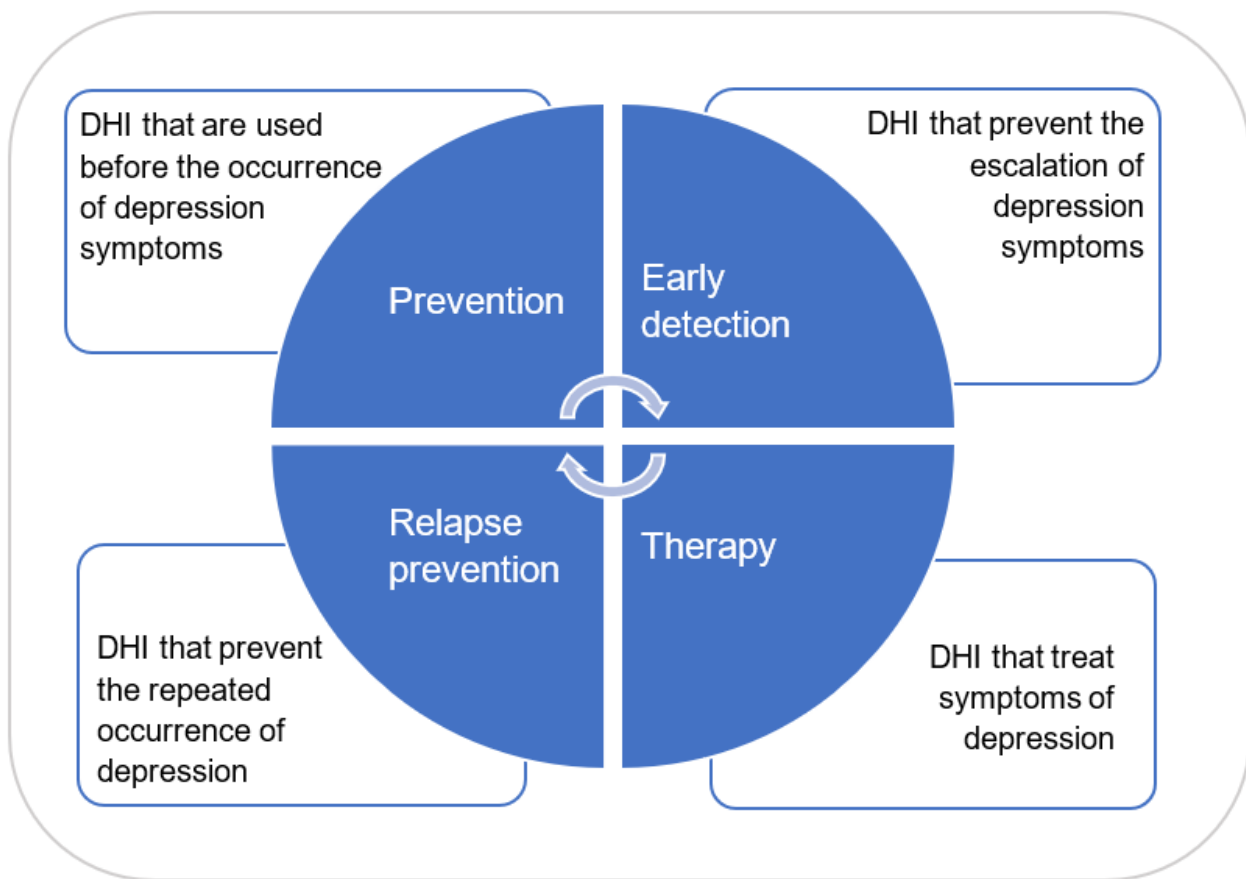 DHI that are used
before the occurrence
of depression
symptoms
DHI that prevent the
escalation of
depression
symptoms
Prevention
Early
detection
Relapse
prevention
Therapy
DHI that prevent
the repeated
occurrence of
depression
DHI that treat
symptoms of
depression